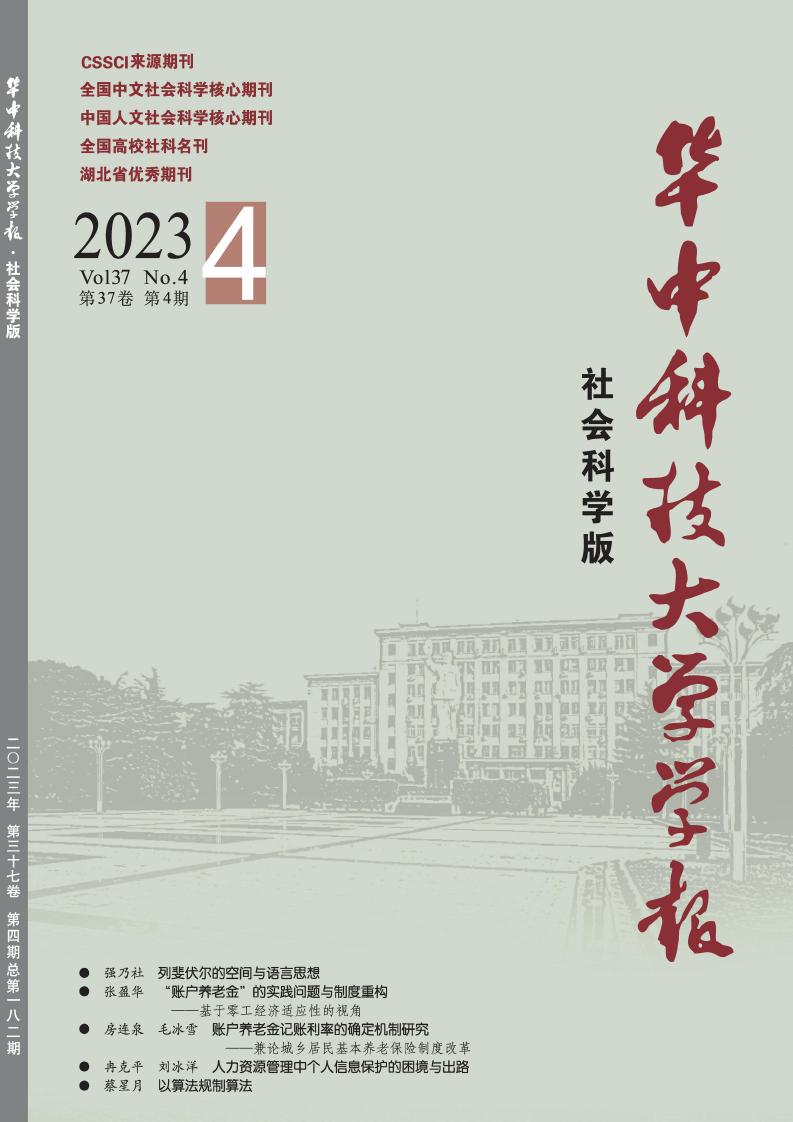 CSSCI来源期刊
全国中文社会科学核心期刊
中国人文社会科学核心期刊
全国高校社科名刊
湖北省优秀期刊
2023 4
Vol37 No.4
第37卷 第4期
华中科技大学学报
社会科学版
● 强乃社 列斐伏尔的空间与语言思想
● 张盈华 “账户养老金”的实践问题与制度重构
——基于零工经济适应性的视角
● 房连泉 毛冰雪 账户养老金记账利率的确定机制研究
——兼论城乡居民基本养老保险制度改革
● 冉克平 刘冰洋 人力资源管理中个人信息保护的困境与出路
● 蔡星月 以算法规制算法
华中科技大学学报·社会科学版
二〇二三年 第三十七卷 第四期总第一八二期